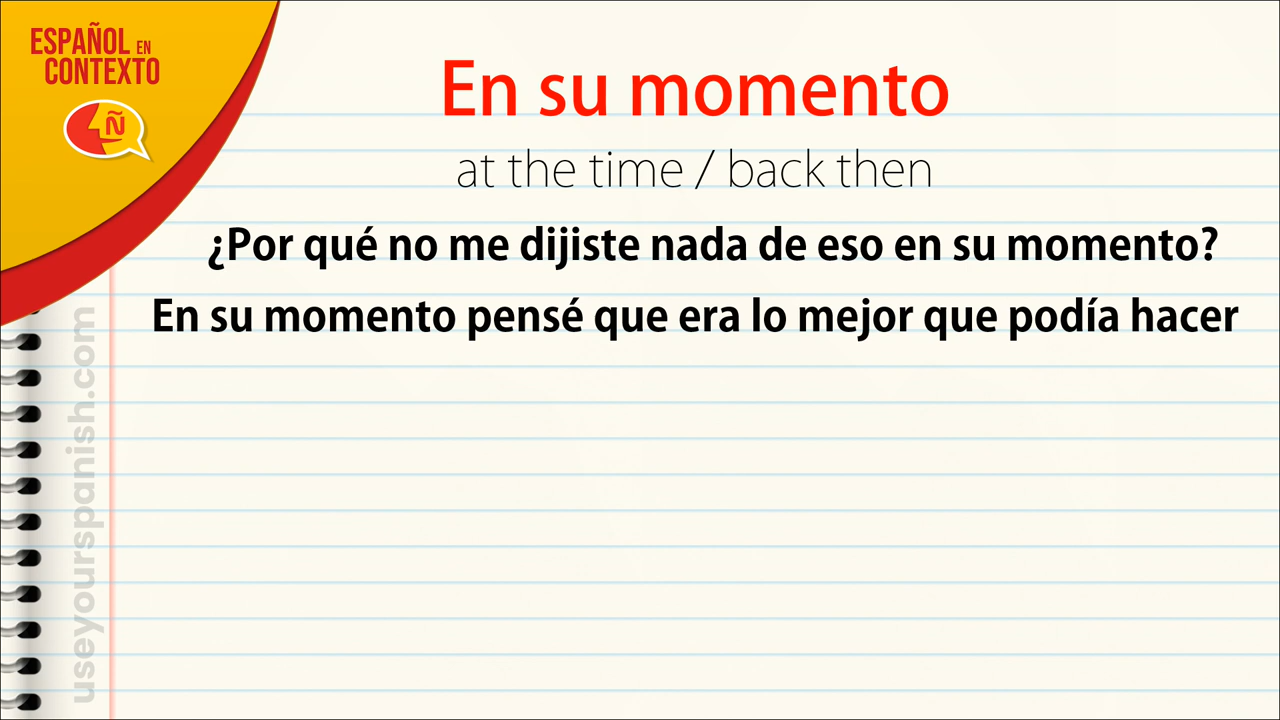 ESPAÑOL EN
CONTEXTO
Ñ
En su momento
at the time / back then
¿Por qué no me dijiste nada de eso en su momento?
En su momento pensé que era lo mejor que podía hacer
useyourspanish.com